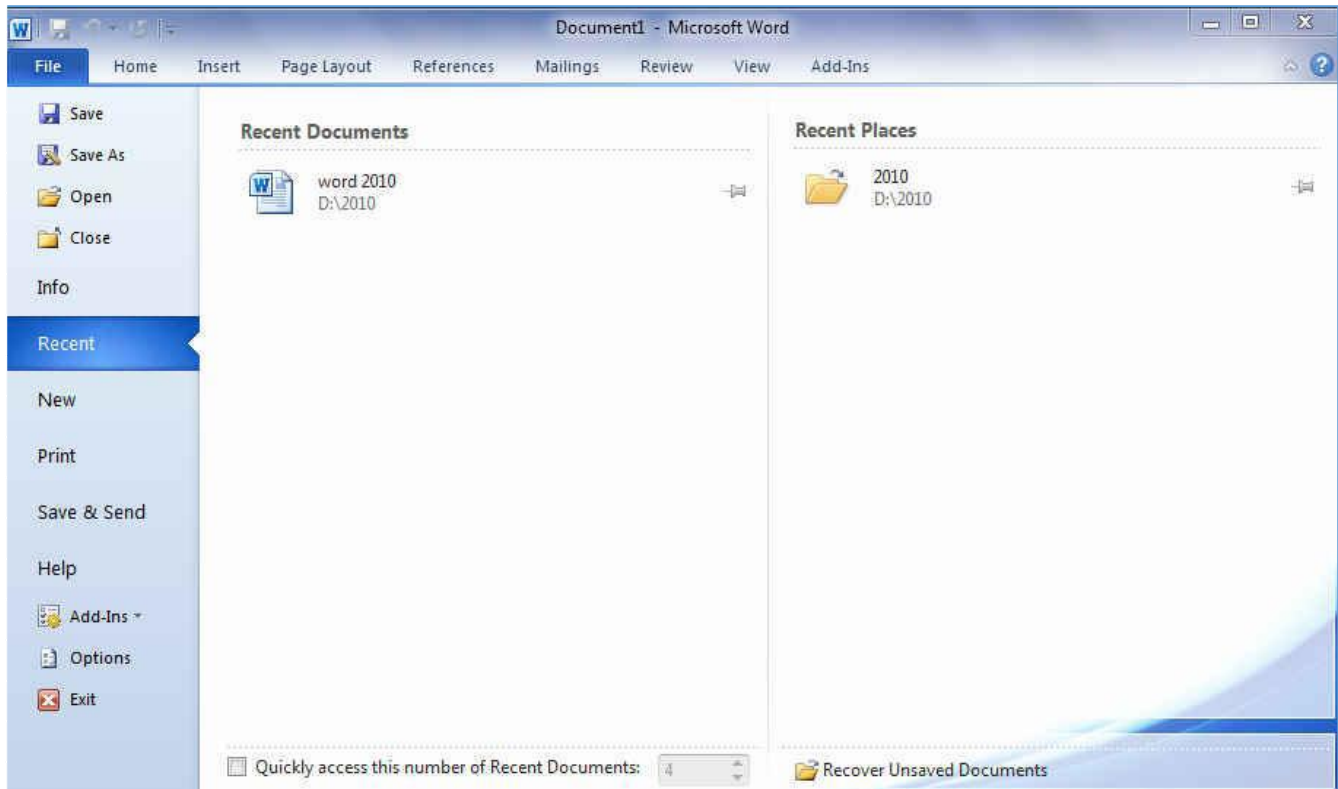 Document1 - Microsoft Word
File Home Insert Page Layout References Mailings Review View Add-Ins
Save
Save As
Open
Close
Info
Recent
New
Print
Save & Send
Help
Add-Ins
Options
Exit
Recent Documents
word 2010
D:\2010
Recent Places
2010
D:\2010
Quickly access this number of Recent Documents: 4
Recover Unsaved Documents